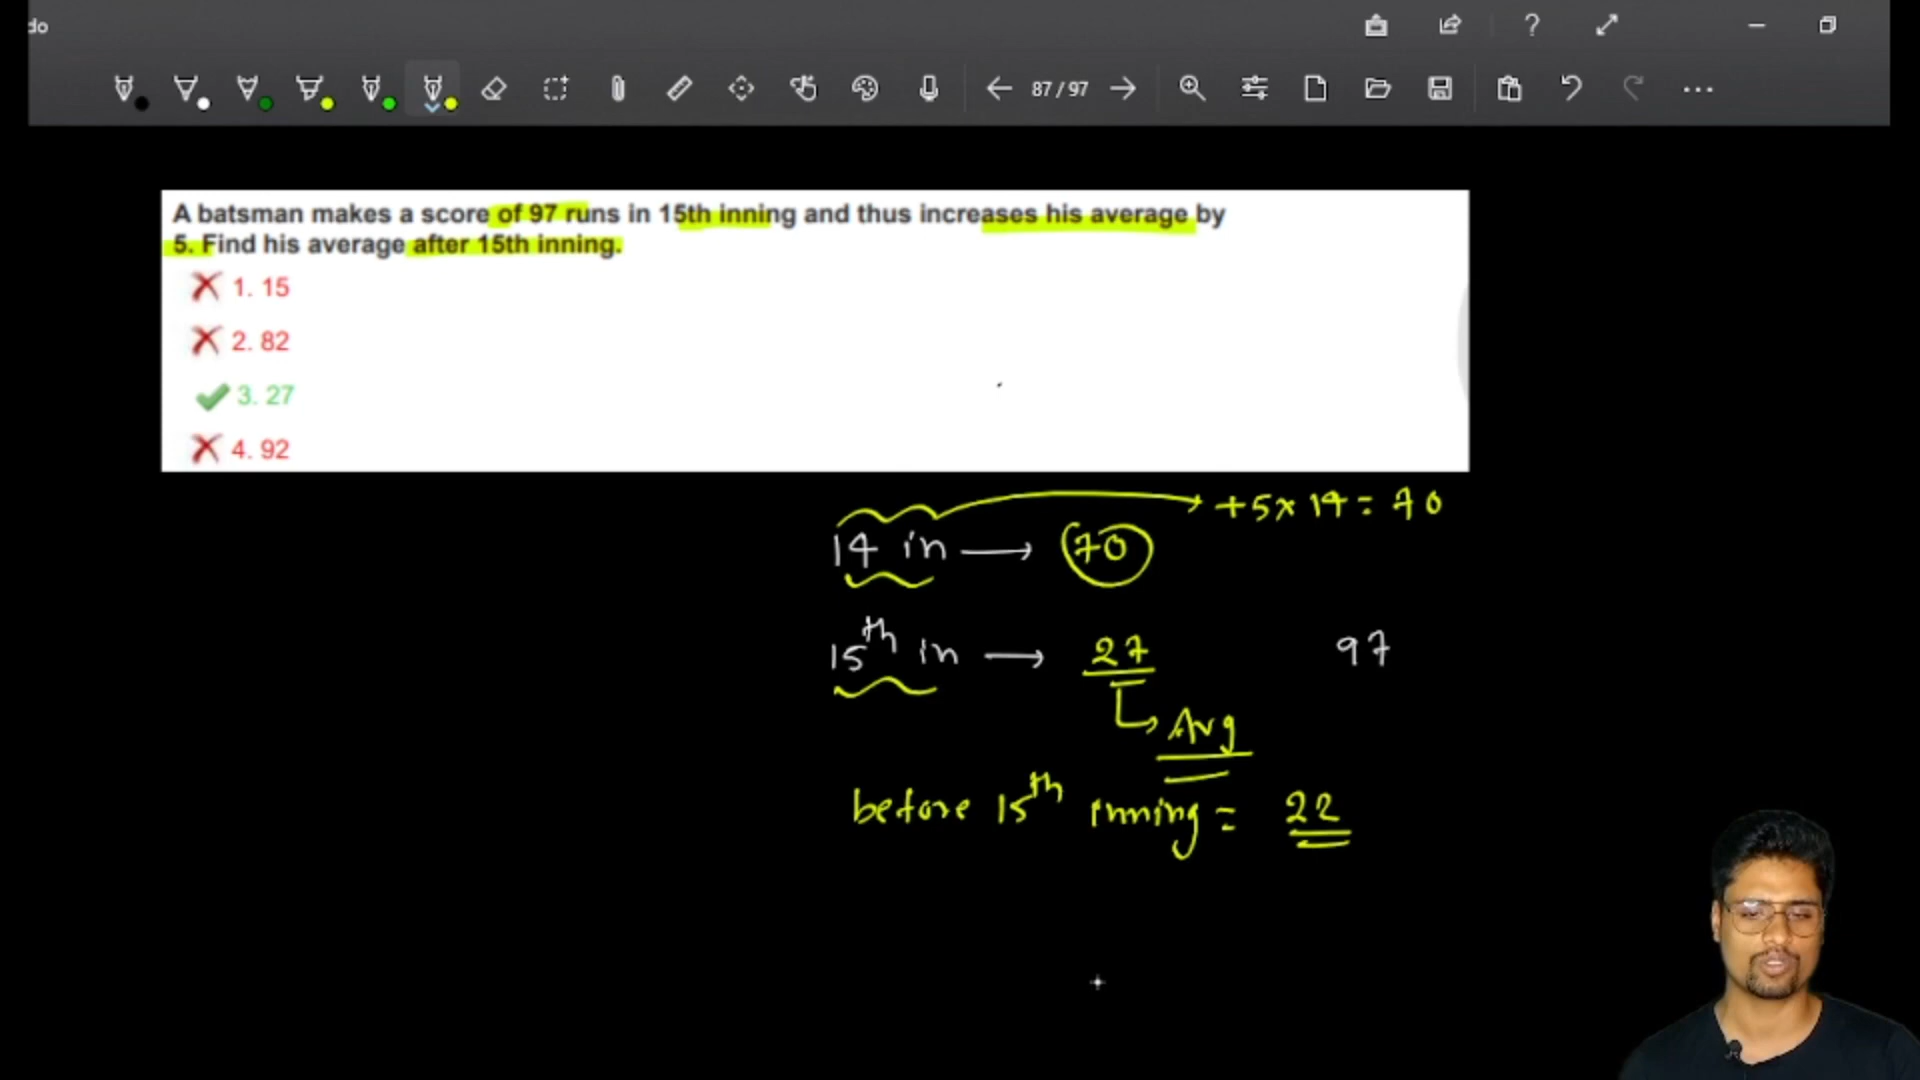 do
87 / 97
A batsman makes a score of 97 runs in 15th inning and thus increases his average by
5. Find his average after 15th inning.
1. 15
2. 82
3. 27
4. 92
+5 x 14 = 70
14 in → 70
15th in → 27 97
Avg
before 15th inning = 22